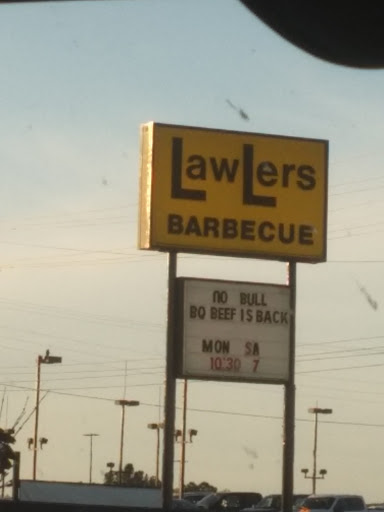 LawLers
BARBECUE
NO BULL
BQ BEEF IS BACK
MON SA
10:30 7